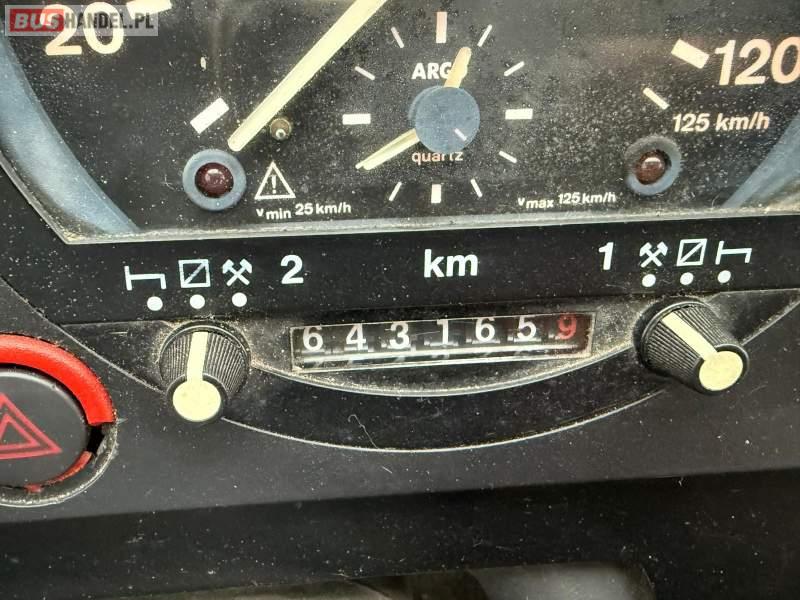 BUSHANDEL.PL
20
120
ARG
125 km/h
quartz
v min 25 km/h
v max 125 km/h
2 km 1
6431659